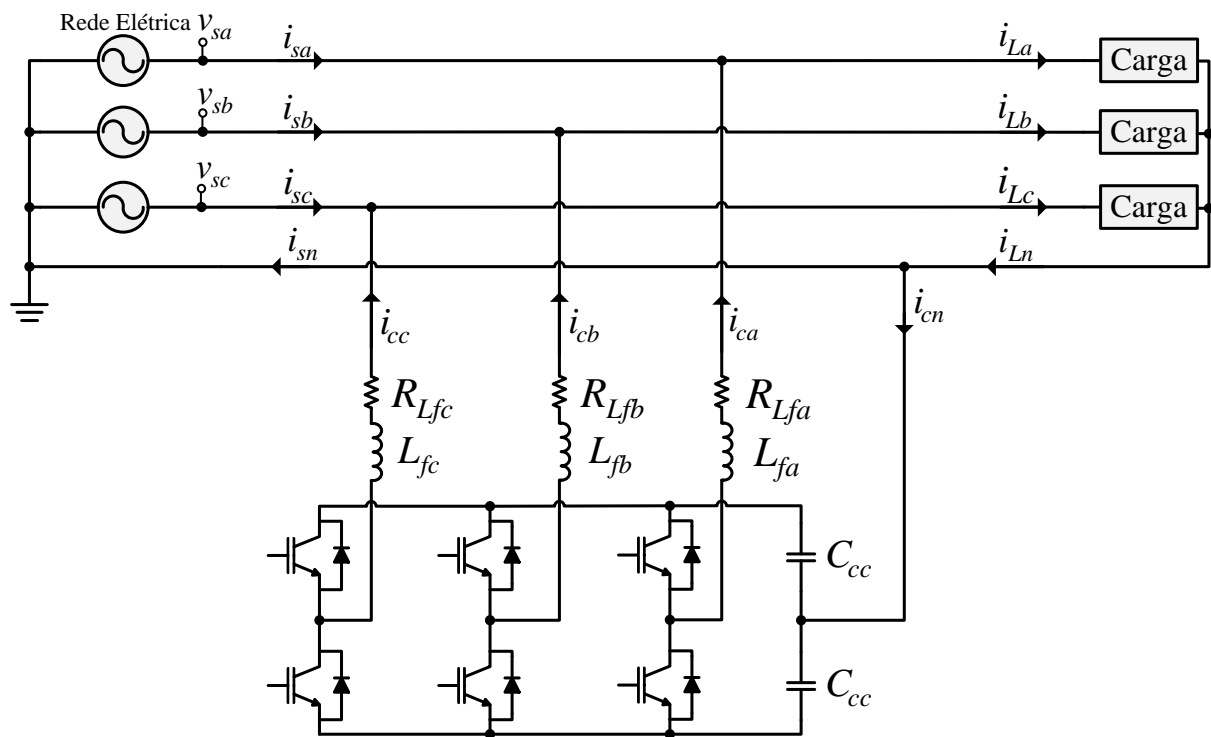 Rede Elétrica
v_sa
i_sa
i_La
Carga
v_sb
i_sb
i_Lb
Carga
v_sc
i_sc
i_Lc
Carga
i_sn
i_Ln
i_cc
i_cb
i_ca
i_cn
R_Lfc
R_Lfb
R_Lfa
L_fc
L_fb
L_fa
C_cc
C_cc